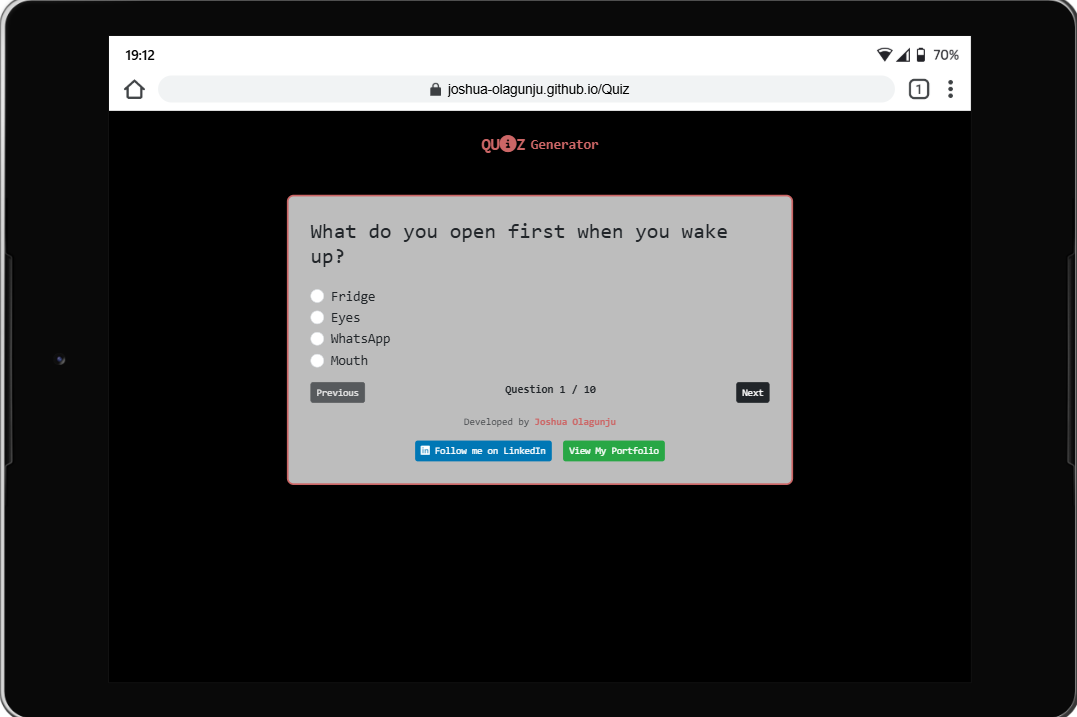 19:12
70%
joshua-olagunju.github.io/Quiz
1
QUiZ Generator
What do you open first when you wake
up?
Fridge
Eyes
WhatsApp
Mouth
Previous
Question 1 / 10
Next
Developed by Joshua Olagunju
in Follow me on LinkedIn
View My Portfolio